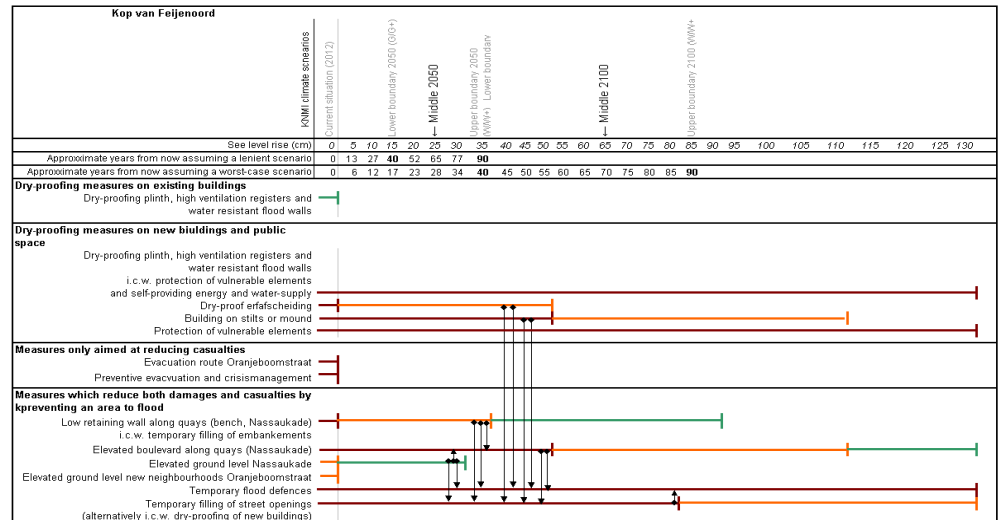 Kop van Feijenoord
KNMI climate scnearios
Current situation (2012)
Lower boundary 2050 (G/G+)
→ Middle 2050
Upper boundary 2050
(W/W+) Lower boundary
→ Middle 2100
Upper boundary 2100 (W/W+
See level rise (cm) 0 5 10 15 20 25 30 35 40 45 50 55 60 65 70 75 80 85 90 95 100 105 110 115 120 125 130
Approxximate years from now assuming a lenient scenario 0 13 27 40 52 65 77 90
Approximate years from now assuming a worst-case scenario 0 6 12 17 23 28 34 40 45 50 55 60 65 70 75 80 85 90
Dry-proofing measures on existing buildings
Dry-proofing plinth, high ventilation registers and
water resistant flood walls
Dry-proofing measures on new biuldings and public
space
Dry-proofing plinth, high ventilation registers and
water resistant flood walls
i.c.w. protection of vulnerable elements
and self-providing energy and water-supply
Dry-proof erfafscheiding
Building on stilts or mound
Protection of vulnerable elements
Measures only aimed at reducing casualties
Evacuation route Oranjeboomstraat
Preventive evacvuation and crisismanagement
Measures which reduce both damages and casualties by
kpreventing an area to flood
Low retaining wall along quays (bench, Nassaukade)
i.c.w. temporary filling of embankements
Elevated boulevard along quays (Nassaukade)
Elevated ground level Nassaukade
Elevated ground level new neighbourhoods Oranjeboomstraat
Temporary flood defences
Temporary filling of street openings
(alternatively i.c.w. dry-proofing of new buildings)